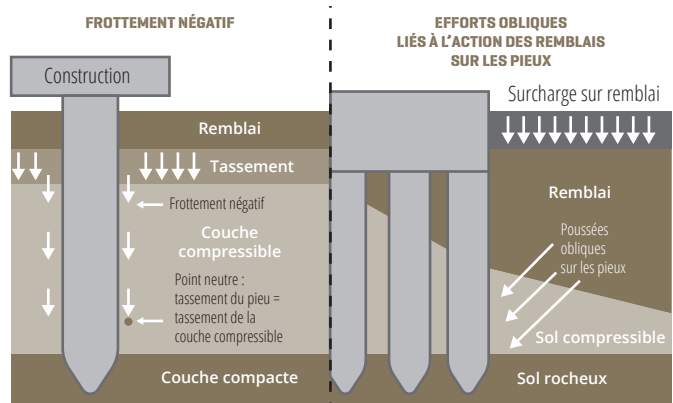 FROTTEMENT NÉGATIF
Construction
Remblai
Tassement
Frottement négatif
Couche
compressible
Point neutre :
tassement du pieu =
tassement de la
couche compressible
Couche compacte
EFFORTS OBLIQUES
LIÉS À L’ACTION DES REMBLAIS
SUR LES PIEUX
Surcharge sur remblai
Remblai
Poussées
obliques
sur les pieux
Sol compressible
Sol rocheux